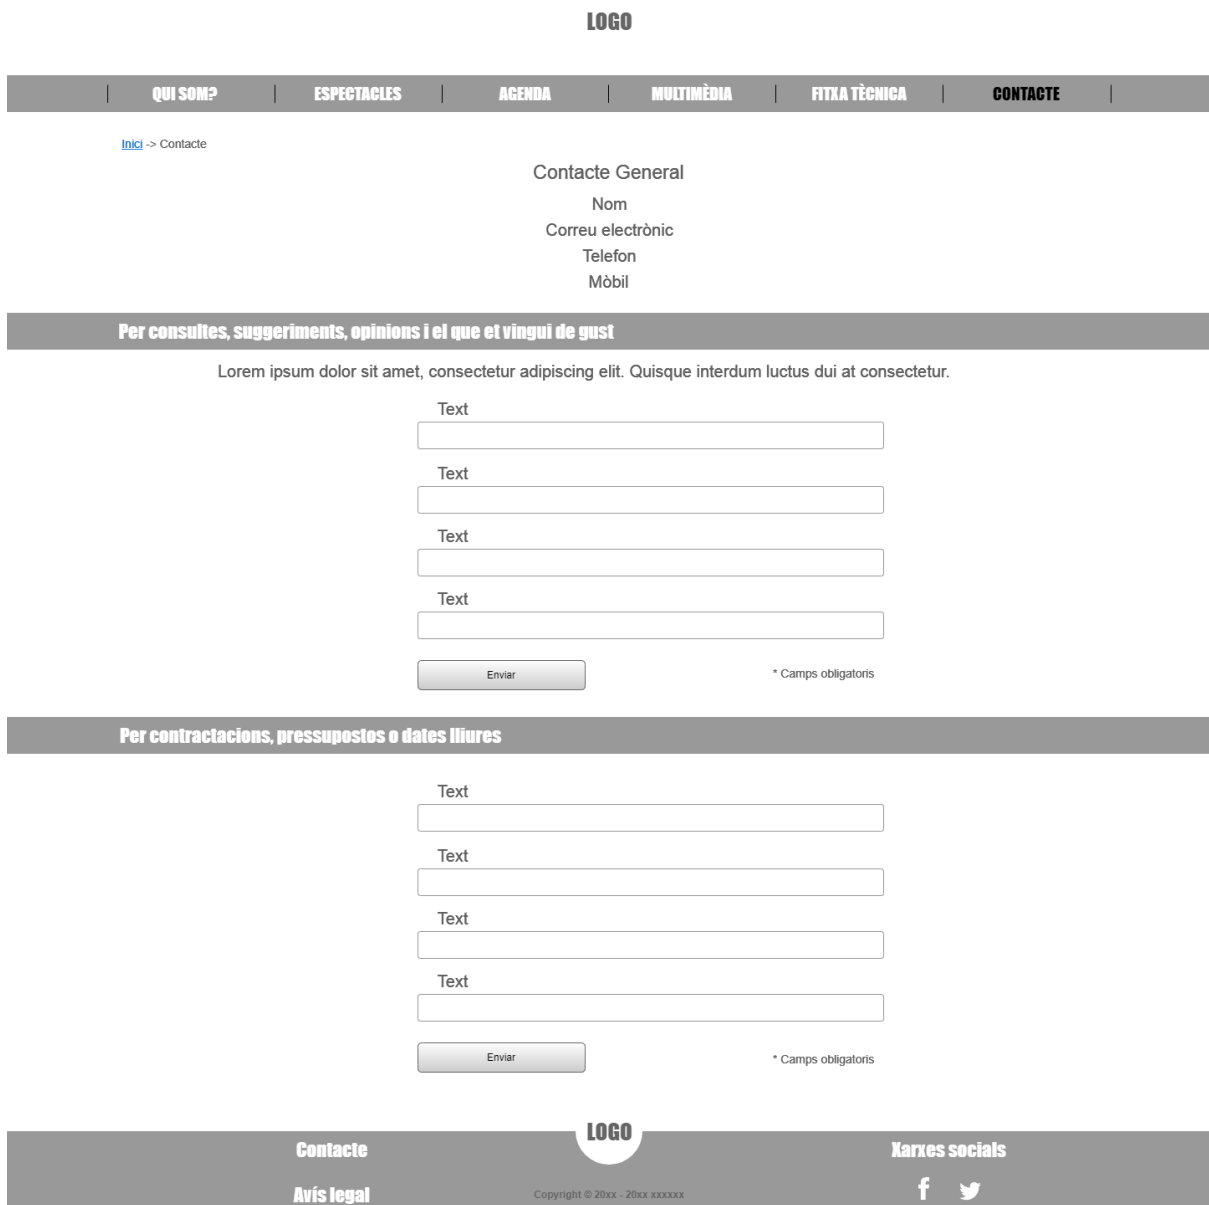 LOGO
QUI SOM? ESPECTACLES AGENDA MULTIMÈDIA FITXA TÈCNICA CONTACTE
Inici -> Contacte
Contacte General
Nom
Correu electrònic
Telefon
Mòbil
Per consultes, suggeriments, opinions i el que et vingui de gust
Lorem ipsum dolor sit amet, consectetur adipiscing elit. Quisque interdum luctus dui at consectetur.
Text
Text
Text
Text
Enviar * Camps obligatoris
Per contractacions, pressupostos o dates lliures
Text
Text
Text
Text
Enviar * Camps obligatoris
LOGO
Contacte Xarxes socials
Avís legal Copyright © 20xx - 20xx xxxxxx